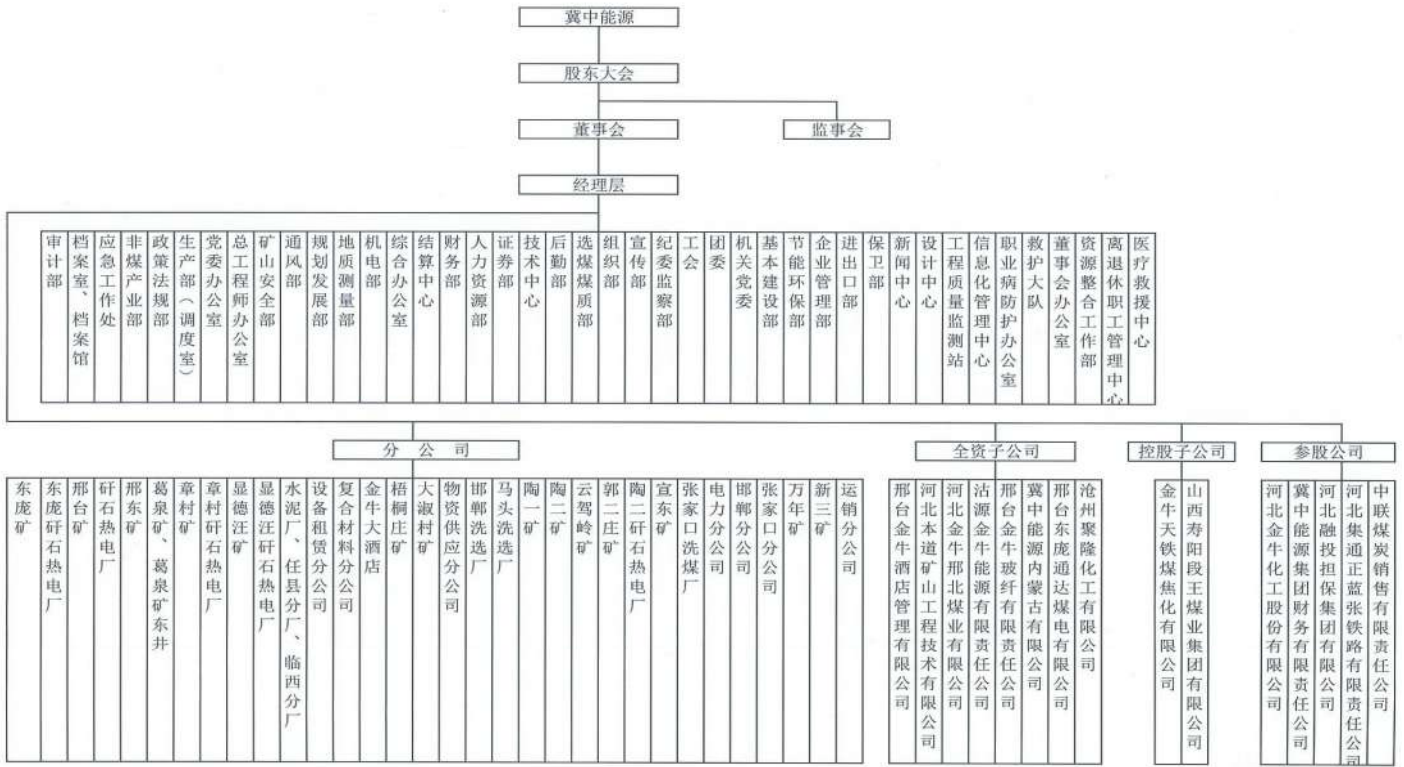 冀中能源
股东大会
董事会
监事会
经理层
审计部
档案室、档案馆
应急工作处
非煤产业部
政策法规部
生产部（调度室）
党委办公室
总工程师办公室
矿山安全部
通风部
规划发展部
地质测量部
机电部
综合办公室
结算中心
财务部
人力资源部
证券部
技术中心
后勤部
选煤煤质部
组织部
宣传部
纪委监察部
工会
团委
机关党委
基本建设部
节能环保部
企业管理部
进出口部
保卫部
新闻中心
设计中心
工程质量监测站
信息化管理中心
职业病防护办公室
救护大队
董事会办公室
资源整合工作部
离退休职工管理中心
医疗救援中心
分公司
全资子公司
控股子公司
参股公司
东庞矿
东庞矸石热电厂
邢台矿
矸石热电厂
邢东矿
葛泉矿、葛泉矿东井
章村矿
章村矸石热电厂
显德汪矿
显德汪矸石热电厂
水泥厂、任县分厂、临西分厂
设备租赁分公司
复合材料分公司
金牛大酒店
梧桐庄矿
大淑村矿
物资供应分公司
邯郸洗选厂
马头洗选厂
陶一矿
陶二矿
云驾岭矿
郭二庄矿
陶二矸石热电厂
宣东矿
张家口洗煤厂
电力分公司
邯郸分公司
张家口分公司
万年矿
新三矿
运销分公司
邢台金牛酒店管理有限公司
河北本道矿山工程技术有限公司
河北金牛邢北煤业有限公司
沽源金牛能源有限责任公司
邢台金牛玻纤有限责任公司
冀中能源内蒙古有限公司
邢台东庞通达煤电有限公司
沧州聚隆化工有限公司
金牛天铁煤焦化有限公司
山西寿阳段王煤业集团有限公司
河北金牛化工股份有限公司
冀中能源集团财务有限责任公司
河北融投担保集团有限公司
河北集通正蓝张铁路有限责任公司
中联煤炭销售有限责任公司